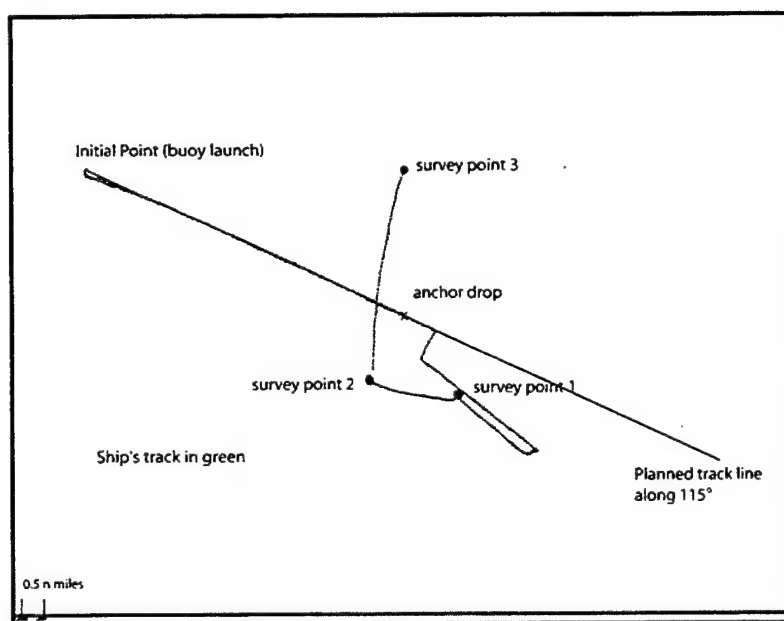 Initial Point (buoy launch)
survey point 3
anchor drop
survey point 2
survey point 1
Ship's track in green
Planned track line
along 115°
0.5 n miles